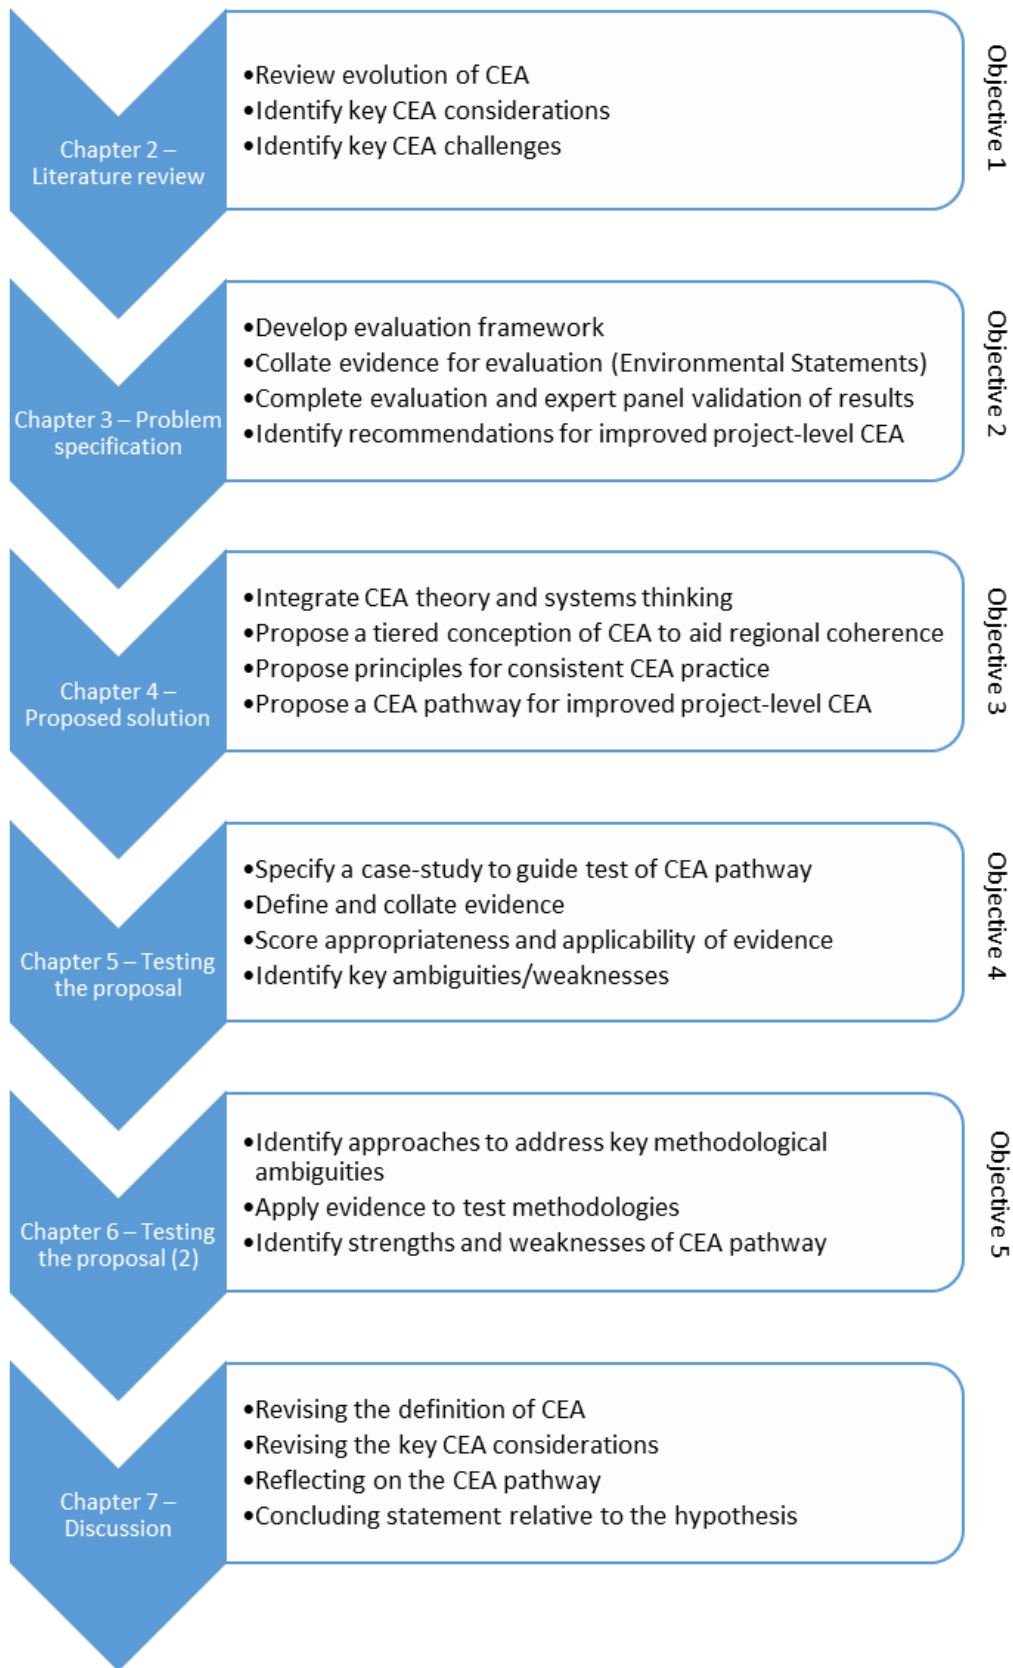 Chapter 2 –
Literature review
•Review evolution of CEA
•Identify key CEA considerations
•Identify key CEA challenges
Objective 1
Chapter 3 – Problem
specification
•Develop evaluation framework
•Collate evidence for evaluation (Environmental Statements)
•Complete evaluation and expert panel validation of results
•Identify recommendations for improved project-level CEA
Objective 2
Chapter 4 –
Proposed solution
•Integrate CEA theory and systems thinking
•Propose a tiered conception of CEA to aid regional coherence
•Propose principles for consistent CEA practice
•Propose a CEA pathway for improved project-level CEA
Objective 3
Chapter 5 – Testing
the proposal
•Specify a case-study to guide test of CEA pathway
•Define and collate evidence
•Score appropriateness and applicability of evidence
•Identify key ambiguities/weaknesses
Objective 4
Chapter 6 – Testing
the proposal (2)
•Identify approaches to address key methodological
ambiguities
•Apply evidence to test methodologies
•Identify strengths and weaknesses of CEA pathway
Objective 5
Chapter 7 –
Discussion
•Revising the definition of CEA
•Revising the key CEA considerations
•Reflecting on the CEA pathway
•Concluding statement relative to the hypothesis